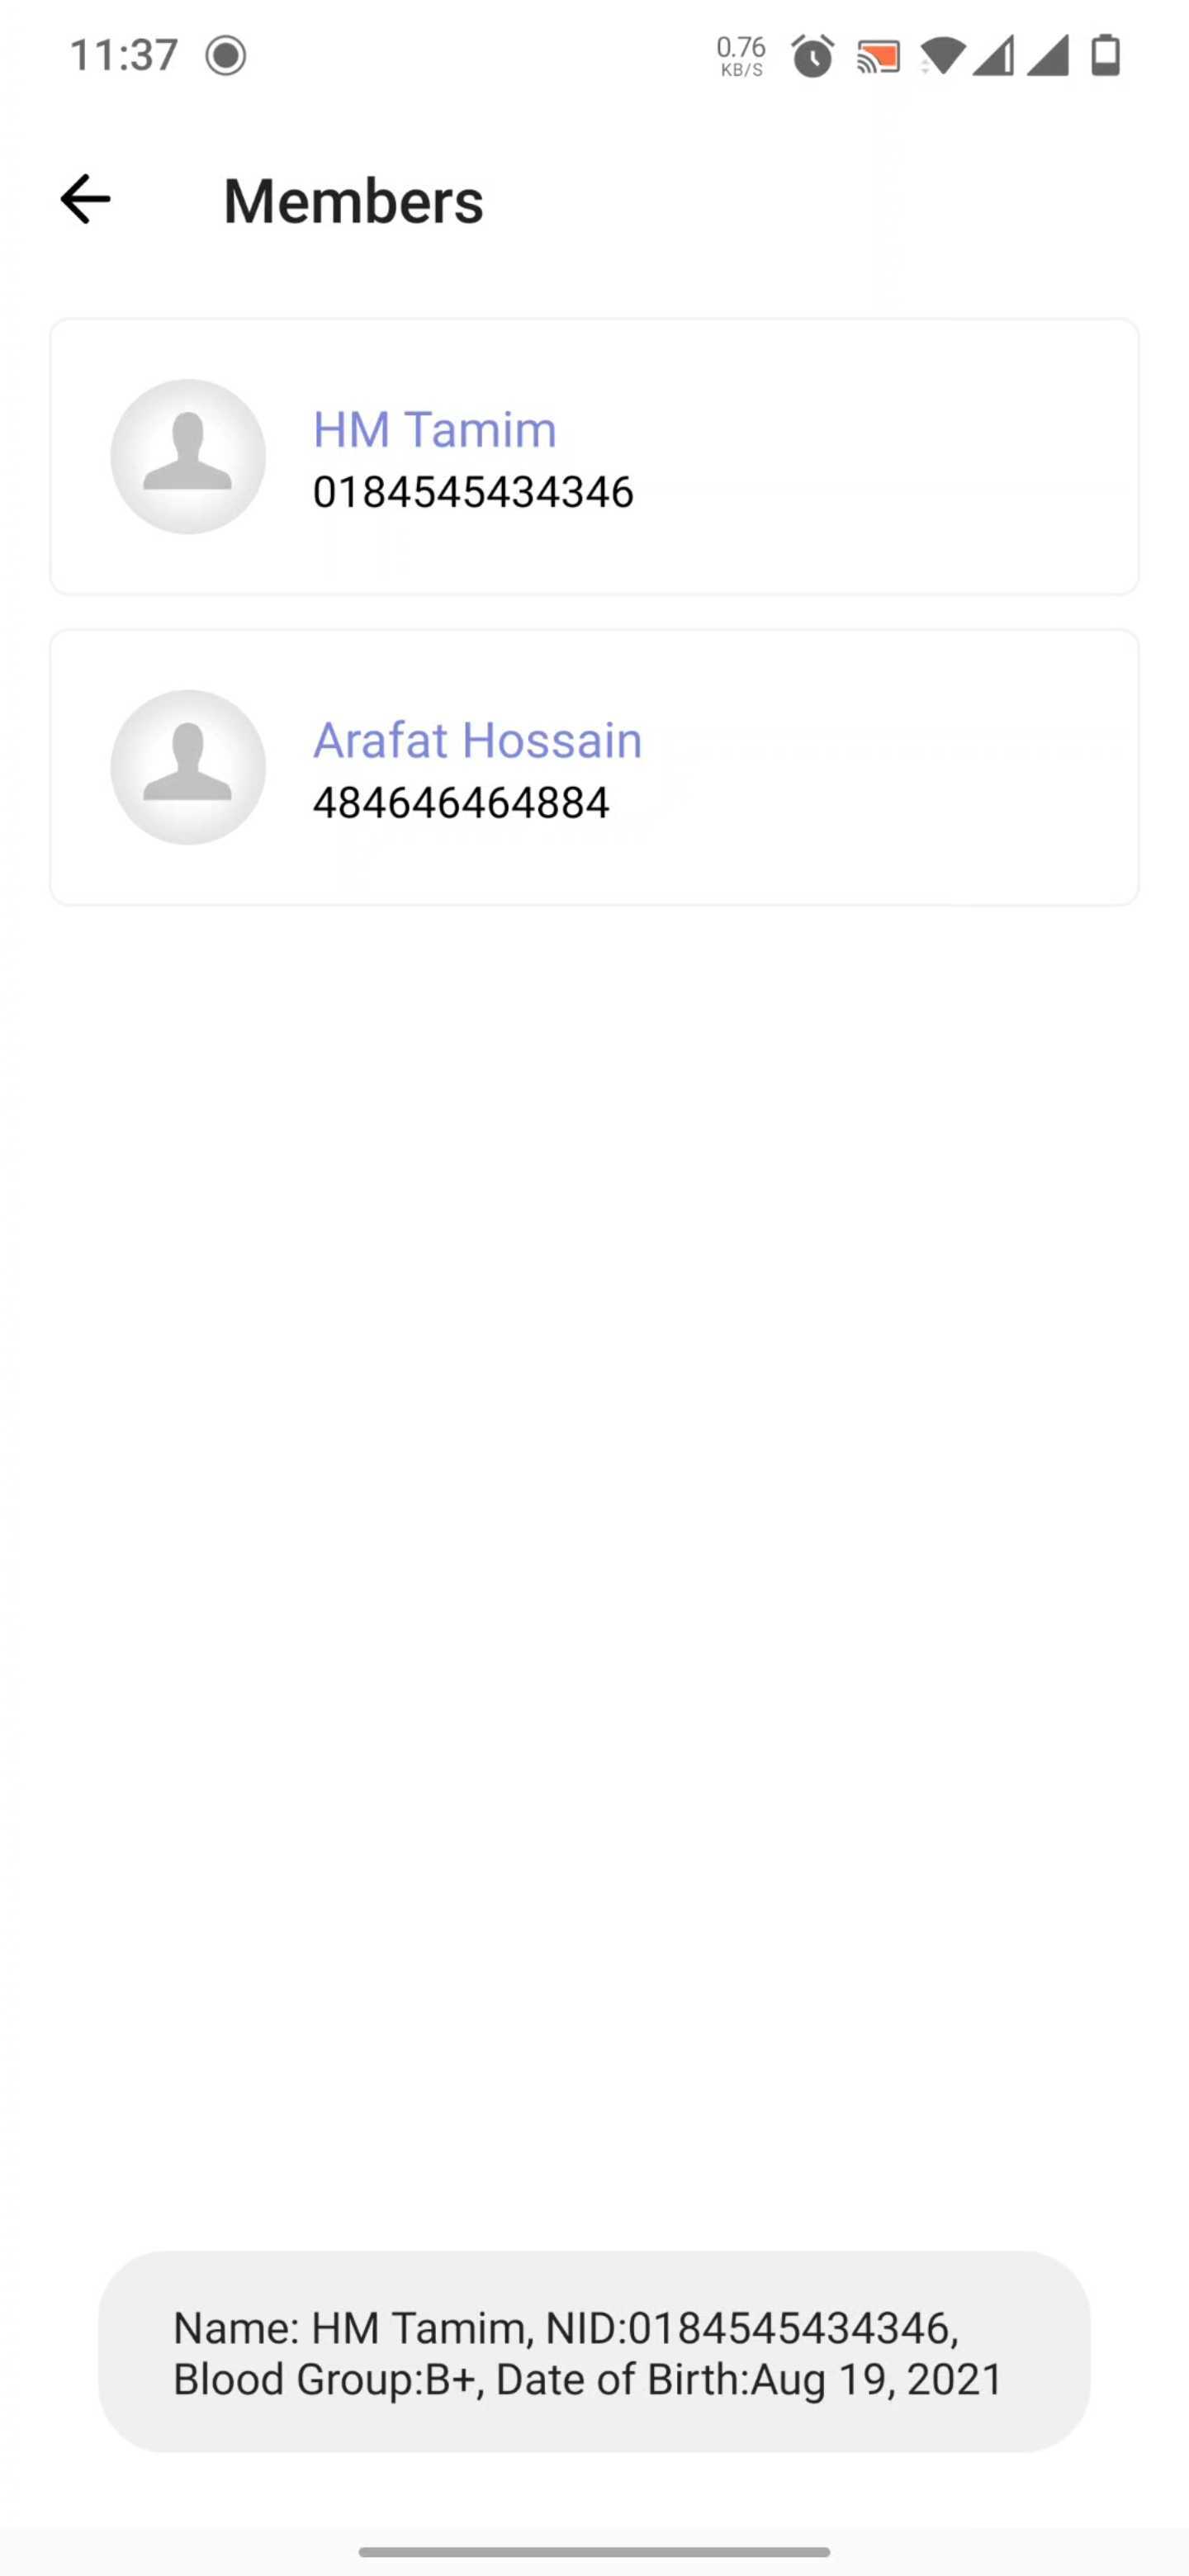 11:37
0.76
KB/S
Members
HM Tamim
0184545434346
Arafat Hossain
484646464884
Name: HM Tamim, NID:0184545434346,
Blood Group:B+, Date of Birth:Aug 19, 2021